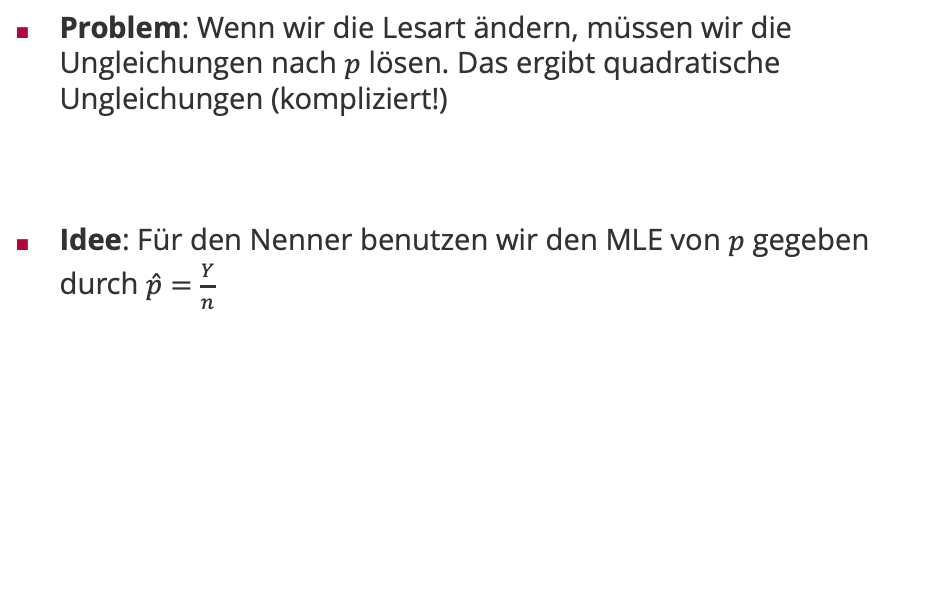 ▪ Problem: Wenn wir die Lesart ändern, müssen wir die
Ungleichungen nach p lösen. Das ergibt quadratische
Ungleichungen (kompliziert!)
▪ Idee: Für den Nenner benutzen wir den MLE von p gegeben
durch p̂ = Y/n